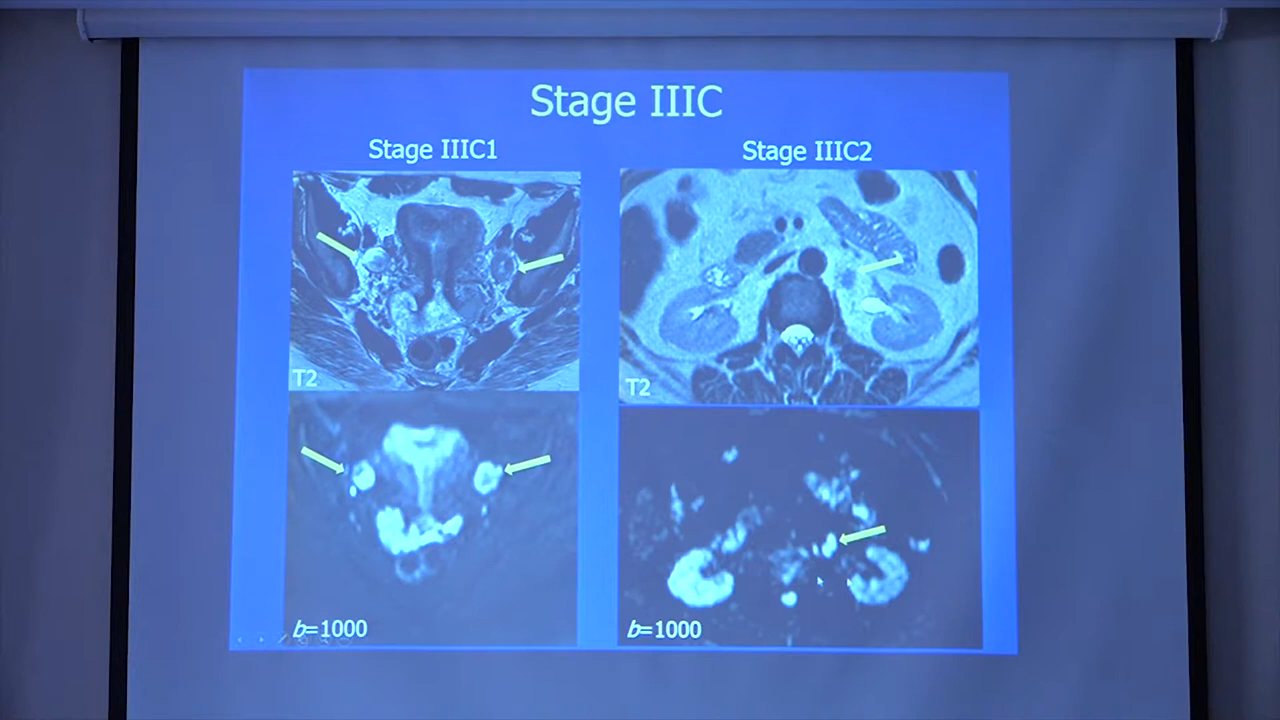 Stage IIIC
Stage IIIC1
Stage IIIC2
T2
T2
b=1000
b=1000